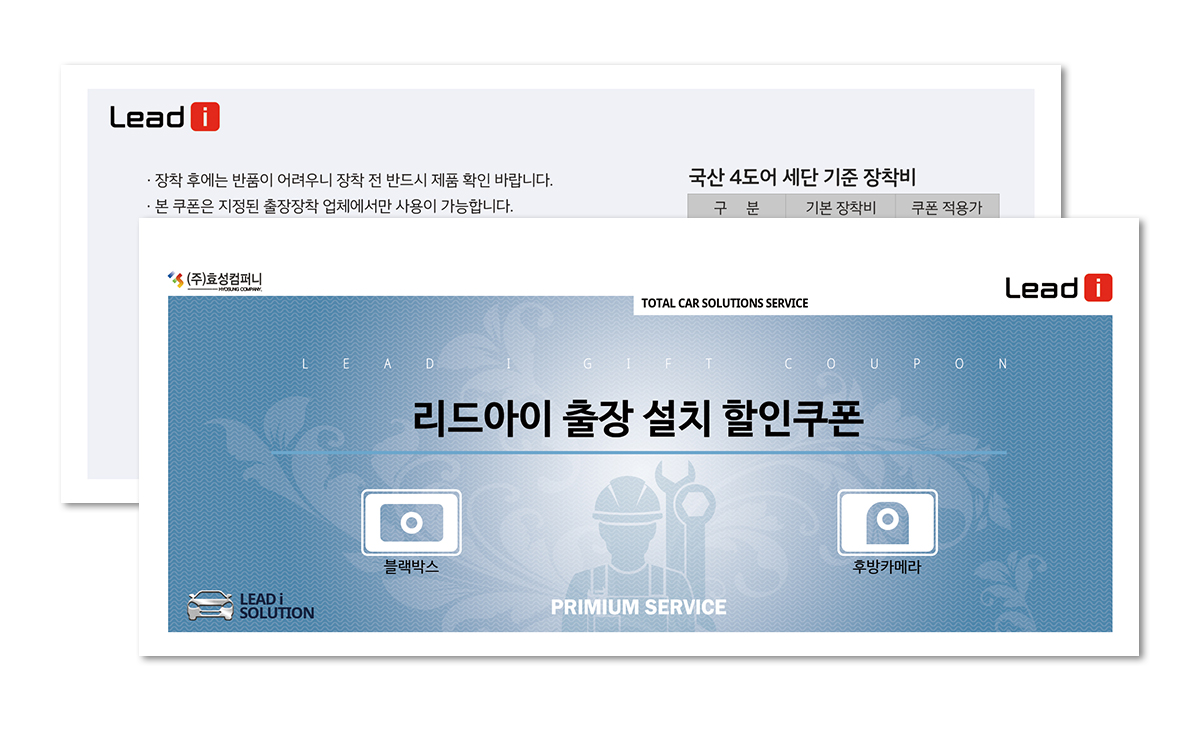 Lead i
· 장착 후에는 반품이 어려우니 장착 전 반드시 제품 확인 바랍니다.
· 본 쿠폰은 지정된 출장장착 업체에서만 사용이 가능합니다.
국산 4도어 세단 기준 장착비
구 분 기본 장착비 쿠폰 적용가
(주)효성컴퍼니
HYOSUNG COMPANY.
Lead i
TOTAL CAR SOLUTIONS SERVICE
LEAD I GIFT COUPON
리드아이 출장 설치 할인쿠폰
블랙박스
후방카메라
LEAD i
SOLUTION
PRIMIUM SERVICE